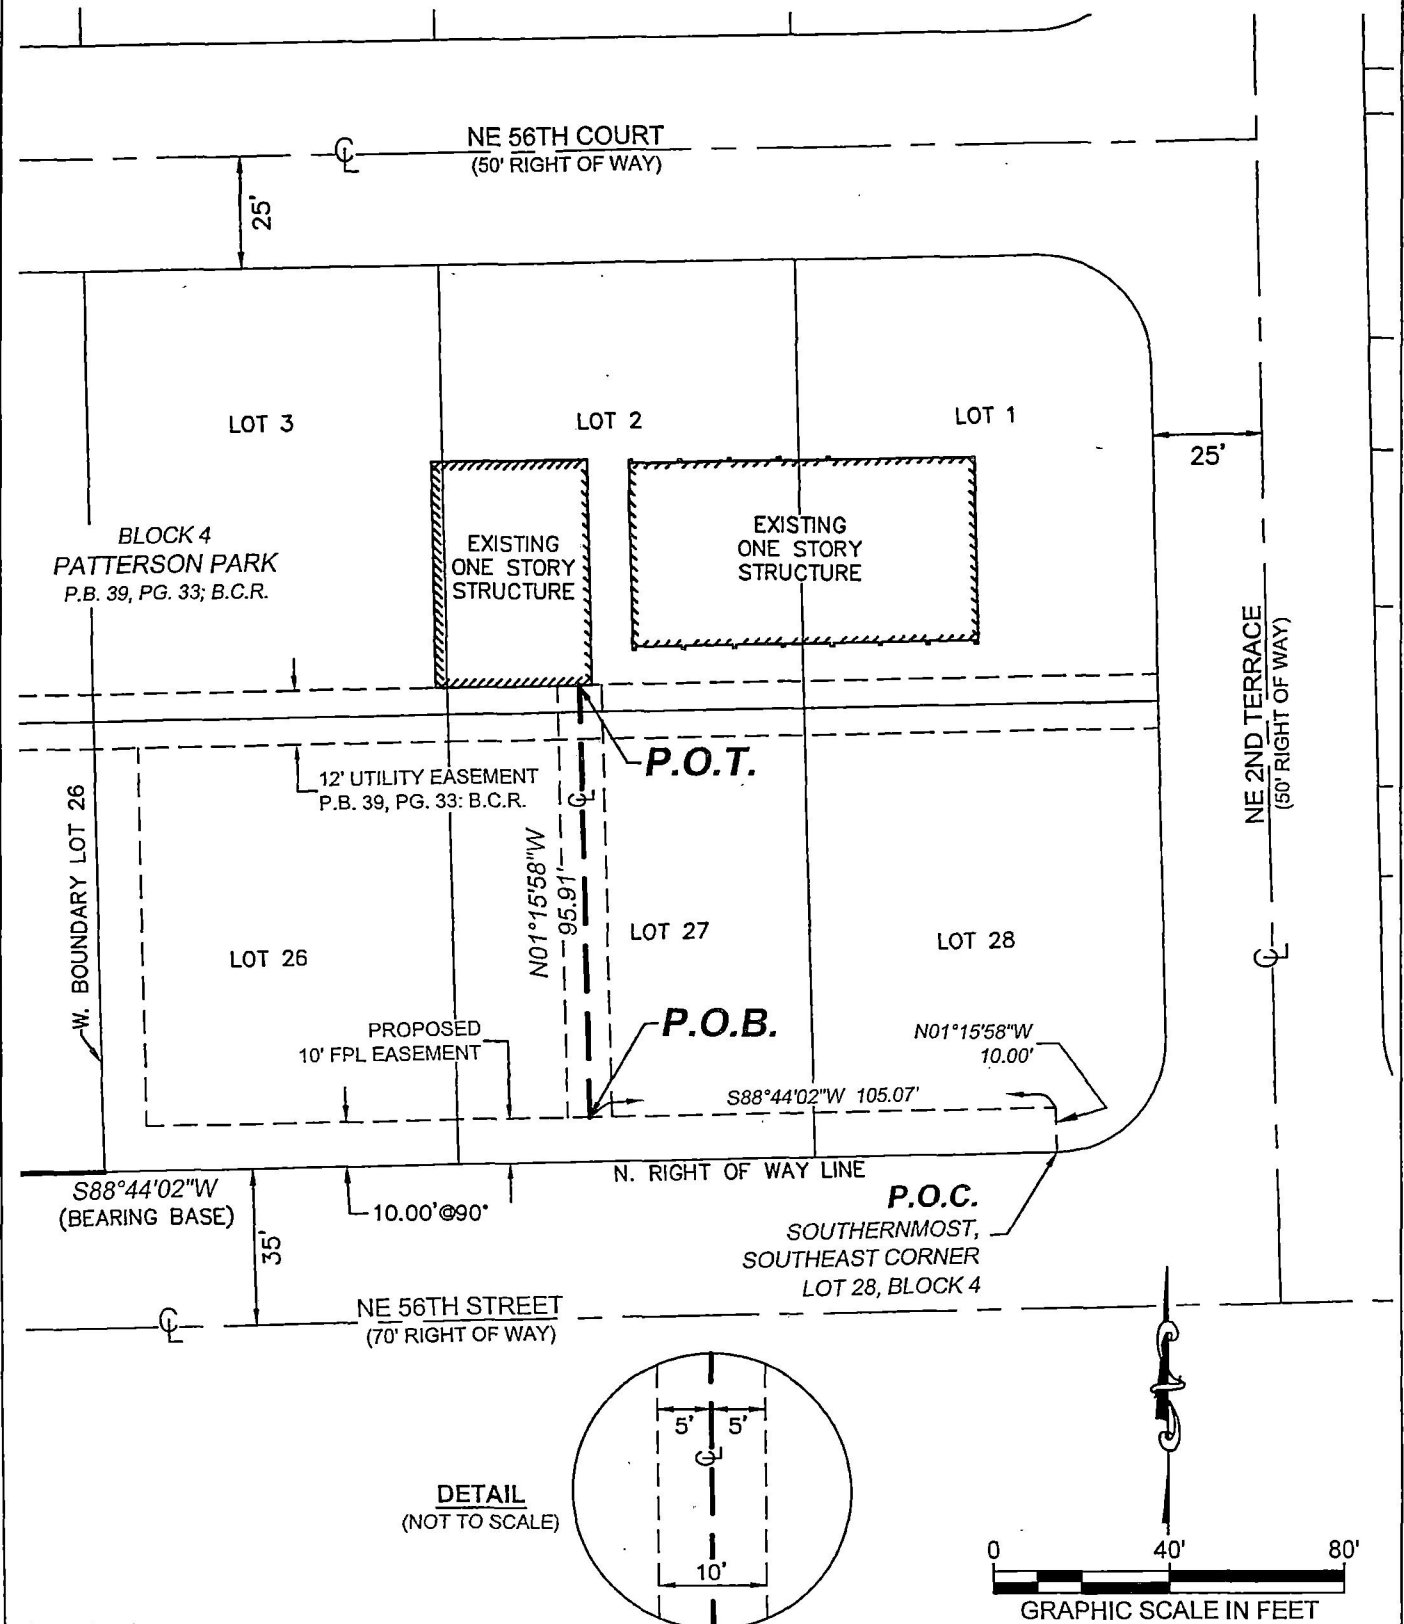 NE 56TH COURT
(50' RIGHT OF WAY)
25'
LOT 3
LOT 2
LOT 1
25'
BLOCK 4
PATTERSON PARK
P.B. 39, PG. 33; B.C.R.
EXISTING
ONE STORY
STRUCTURE
EXISTING
ONE STORY
STRUCTURE
NE 2ND TERRACE
(50' RIGHT OF WAY)
P.O.T.
12' UTILITY EASEMENT
P.B. 39, PG. 33: B.C.R.
W. BOUNDARY LOT 26
N01°15'58"W
95.91'
LOT 26
LOT 27
LOT 28
P.O.B.
PROPOSED
10' FPL EASEMENT
N01°15'58"W
10.00'
S88°44'02"W 105.07'
N. RIGHT OF WAY LINE
S88°44'02"W
(BEARING BASE)
10.00'@90°
35'
P.O.C.
SOUTHERNMOST,
SOUTHEAST CORNER
LOT 28, BLOCK 4
NE 56TH STREET
(70' RIGHT OF WAY)
5' 5'
DETAIL
(NOT TO SCALE)
10'
0 40' 80'
GRAPHIC SCALE IN FEET